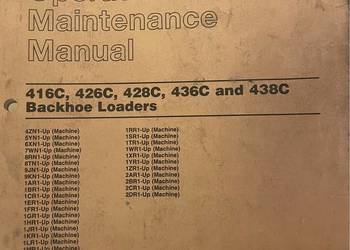 Maintenance
Manual
416C, 426C, 428C, 436C and 438C
Backhoe Loaders
4ZN1-Up (Machine)
5YN1-Up (Machine)
6XN1-Up (Machine)
7WN1-Up (Machine)
8RN1-Up (Machine)
8TN1-Up (Machine)
9JN1-Up (Machine)
9KN1-Up (Machine)
1AR1-Up (Machine)
1BR1-Up (Machine)
1CR1-Up (Machine)
1ER1-Up (Machine)
1FR1-Up (Machine)
1GR1-Up (Machine)
1HR1-Up (Machine)
1JR1-Up (Machine)
1KR1-Up (Machine)
1LR1-Up (Machine)
1RR1-Up (Machine)
1SR1-Up (Machine)
1TR1-Up (Machine)
1WR1-Up (Machine)
1XR1-Up (Machine)
1YR1-Up (Machine)
1ZR1-Up (Machine)
2AR1-Up (Machine)
2BR1-Up (Machine)
2CR1-Up (Machine)
2DR1-Up (Machine)